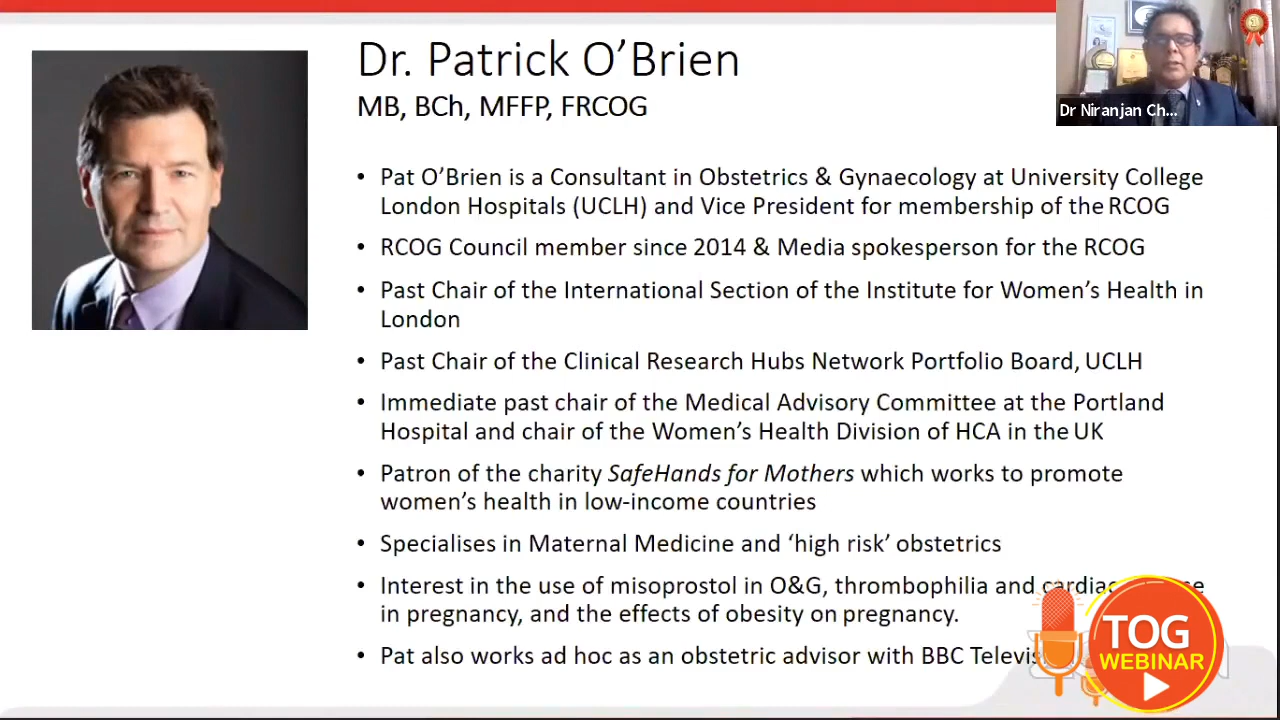 Dr. Patrick O’Brien
MB, BCh, MFFP, FRCOG
Dr Niranjan Ch...
• Pat O’Brien is a Consultant in Obstetrics & Gynaecology at University College
London Hospitals (UCLH) and Vice President for membership of the RCOG
• RCOG Council member since 2014 & Media spokesperson for the RCOG
• Past Chair of the International Section of the Institute for Women’s Health in
London
• Past Chair of the Clinical Research Hubs Network Portfolio Board, UCLH
• Immediate past chair of the Medical Advisory Committee at the Portland
Hospital and chair of the Women’s Health Division of HCA in the UK
• Patron of the charity SafeHands for Mothers which works to promote
women’s health in low-income countries
• Specialises in Maternal Medicine and ‘high risk’ obstetrics
• Interest in the use of misoprostol in O&G, thrombophilia and
in pregnancy, and the effects of obesity on pregnancy.
• Pat also works ad hoc as an obstetric advisor with BBC
TOG
WEBINAR